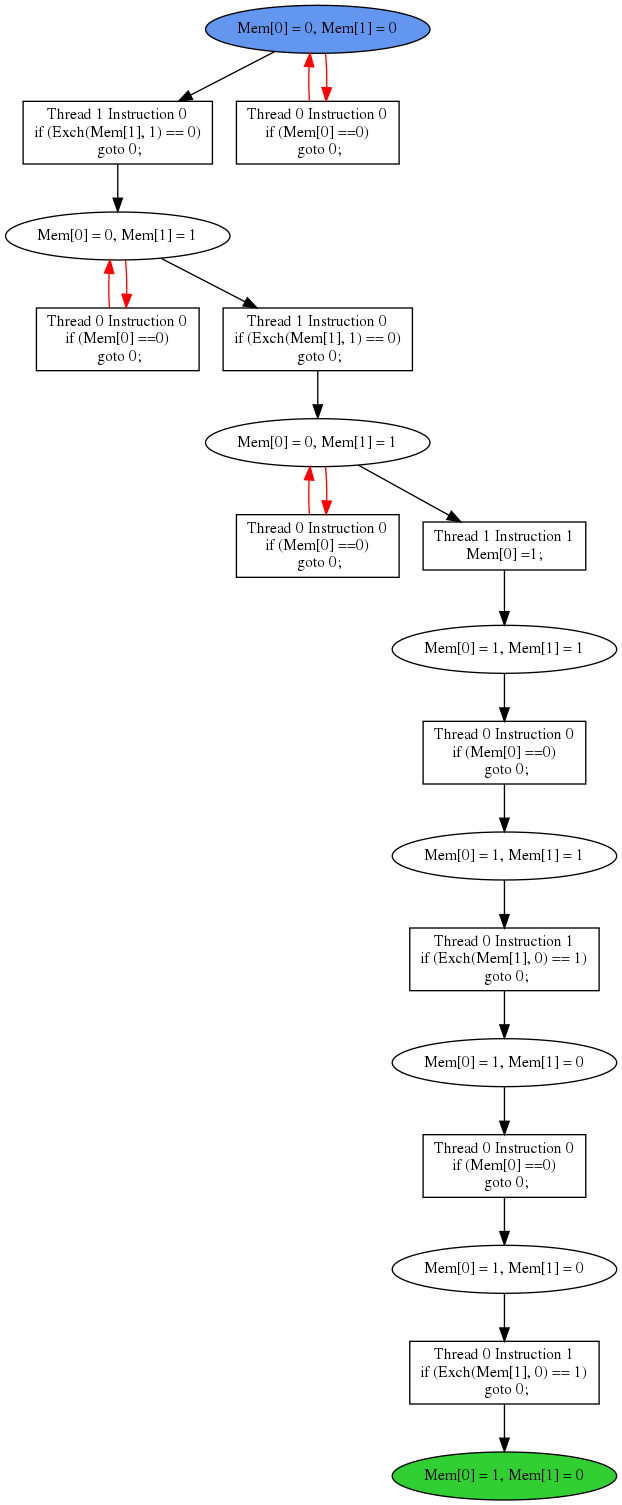 Mem[0] = 0, Mem[1] = 0
Thread 1 Instruction 0
if (Exch(Mem[1], 1) == 0)
goto 0;
Thread 0 Instruction 0
if (Mem[0] ==0)
goto 0;
Mem[0] = 0, Mem[1] = 1
Thread 0 Instruction 0
if (Mem[0] ==0)
goto 0;
Thread 1 Instruction 0
if (Exch(Mem[1], 1) == 0)
goto 0;
Mem[0] = 0, Mem[1] = 1
Thread 0 Instruction 0
if (Mem[0] ==0)
goto 0;
Thread 1 Instruction 1
Mem[0] =1;
Mem[0] = 1, Mem[1] = 1
Thread 0 Instruction 0
if (Mem[0] ==0)
goto 0;
Mem[0] = 1, Mem[1] = 1
Thread 0 Instruction 1
if (Exch(Mem[1], 0) == 1)
goto 0;
Mem[0] = 1, Mem[1] = 0
Thread 0 Instruction 0
if (Mem[0] ==0)
goto 0;
Mem[0] = 1, Mem[1] = 0
Thread 0 Instruction 1
if (Exch(Mem[1], 0) == 1)
goto 0;
Mem[0] = 1, Mem[1] = 0